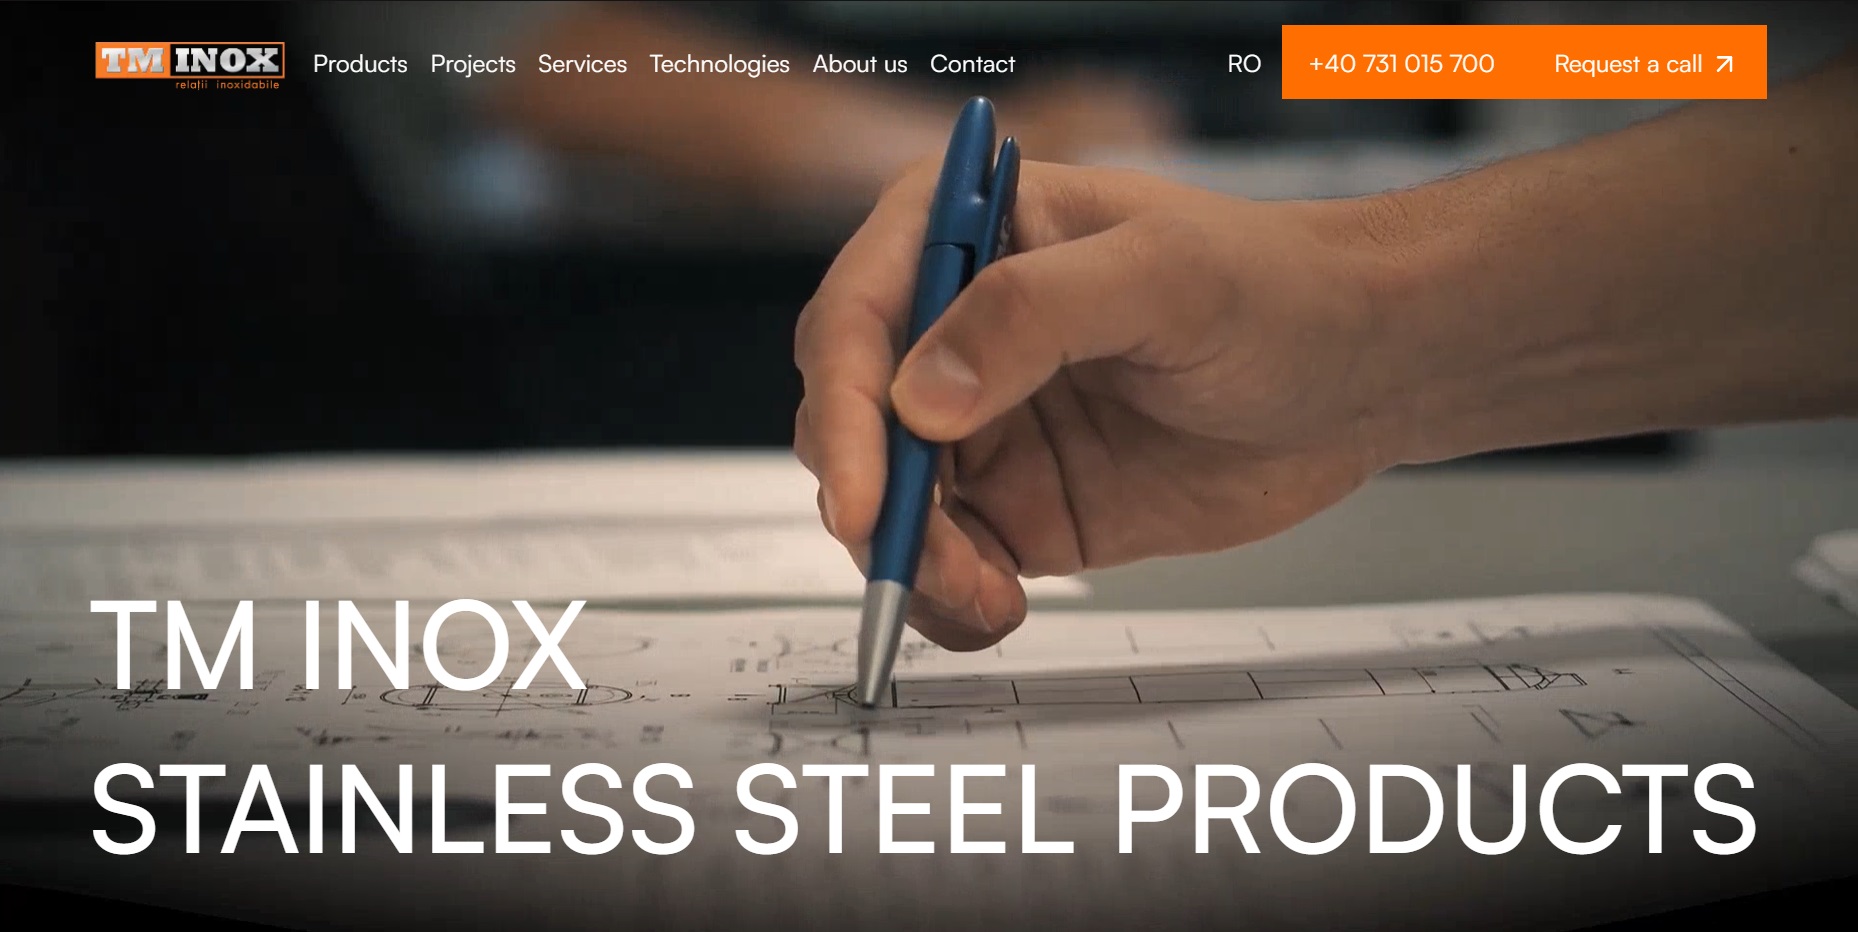 TM INOX
relații inoxidabile
Products Projects Services Technologies About us Contact
RO
+40 731 015 700 Request a call
TM INOX
STAINLESS STEEL PRODUCTS